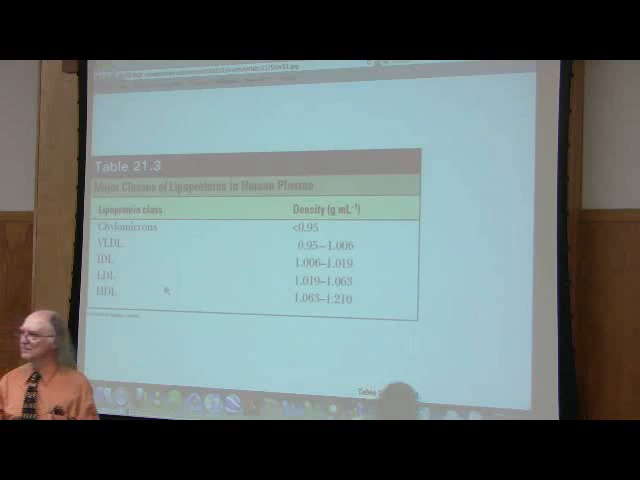 Table 21.3
Major Classes of Lipoproteins in Human Plasma
Lipoprotein class Density (g mL⁻¹)
Chylomicrons <0.95
VLDL 0.95–1.006
IDL 1.006–1.019
LDL 1.019–1.063
HDL 1.063–1.210
Table